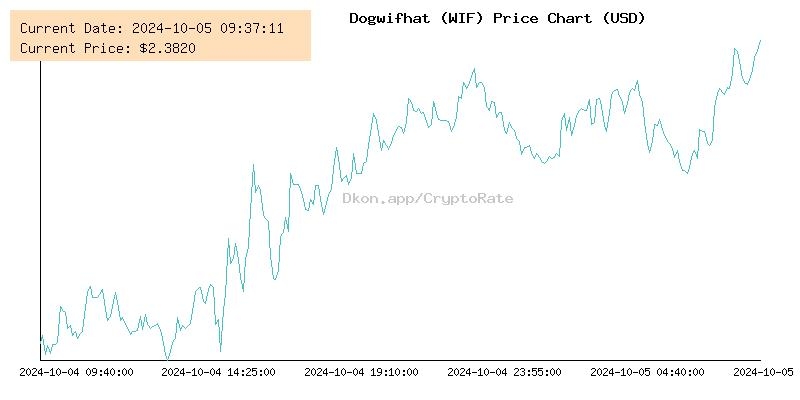 Dogwifhat (WIF) Price Chart (USD)
Current Date: 2024-10-05 09:37:11
Current Price: $2.3820
Dkon.app/CryptoRate
2024-10-04 09:40:00 2024-10-04 14:25:00 2024-10-04 19:10:00 2024-10-04 23:55:00 2024-10-05 04:40:00 2024-10-05